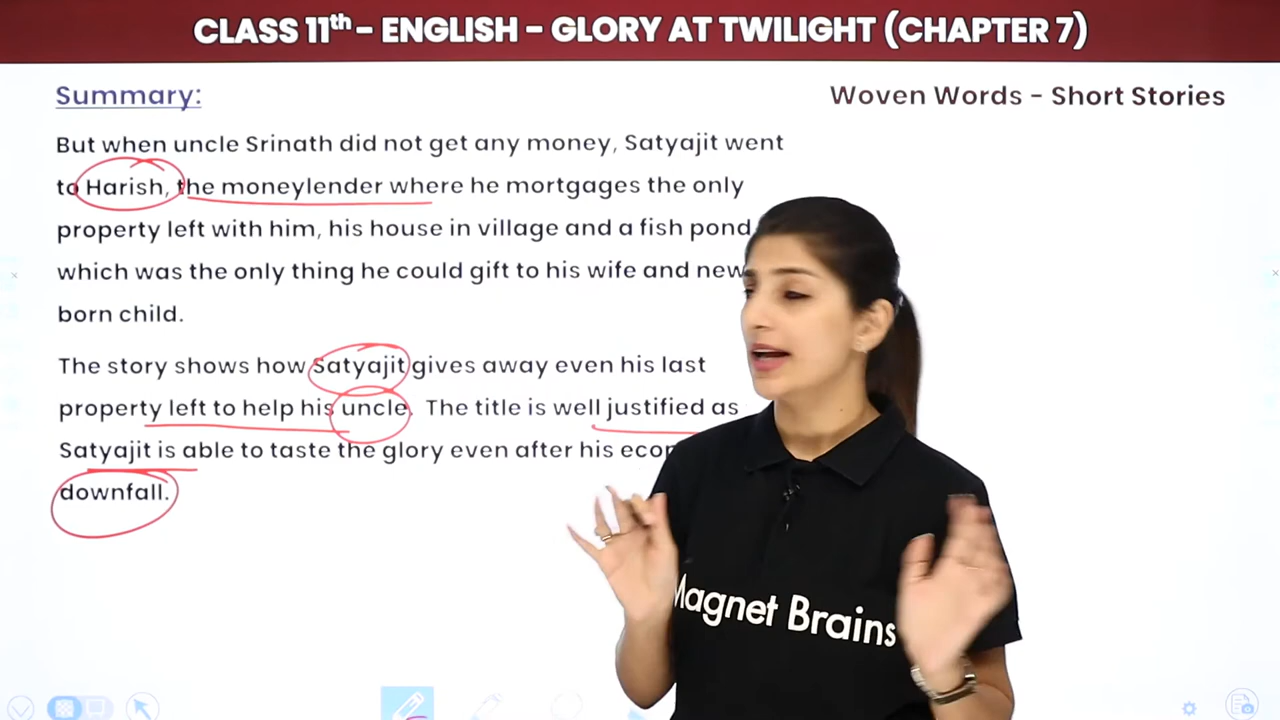 CLASS 11th - ENGLISH - GLORY AT TWILIGHT (CHAPTER 7)
Summary:
Woven Words - Short Stories
But when uncle Srinath did not get any money, Satyajit went
to Harish, the moneylender where he mortgages the only
property left with him, his house in village and a fish pond
which was the only thing he could gift to his wife and new
born child.
The story shows how Satyajit gives away even his last
property left to help his uncle. The title is well justified as
Satyajit is able to taste the glory even after his
downfall.
Magnet Brains